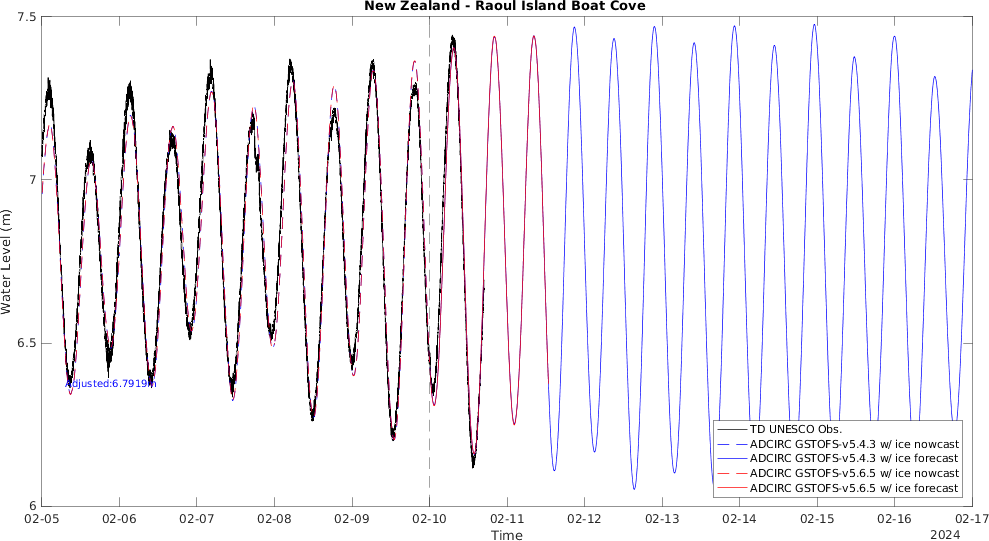 New Zealand - Raoul Island Boat Cove
7.5
7
6.5
6
Water Level (m)
Adjusted:6.7919m
TD UNESCO Obs.
ADCIRC GSTOFS-v5.4.3 w/ ice nowcast
ADCIRC GSTOFS-v5.4.3 w/ ice forecast
ADCIRC GSTOFS-v5.6.5 w/ ice nowcast
ADCIRC GSTOFS-v5.6.5 w/ ice forecast
02-05 02-06 02-07 02-08 02-09 02-10 02-11 02-12 02-13 02-14 02-15 02-16 02-17
Time
2024